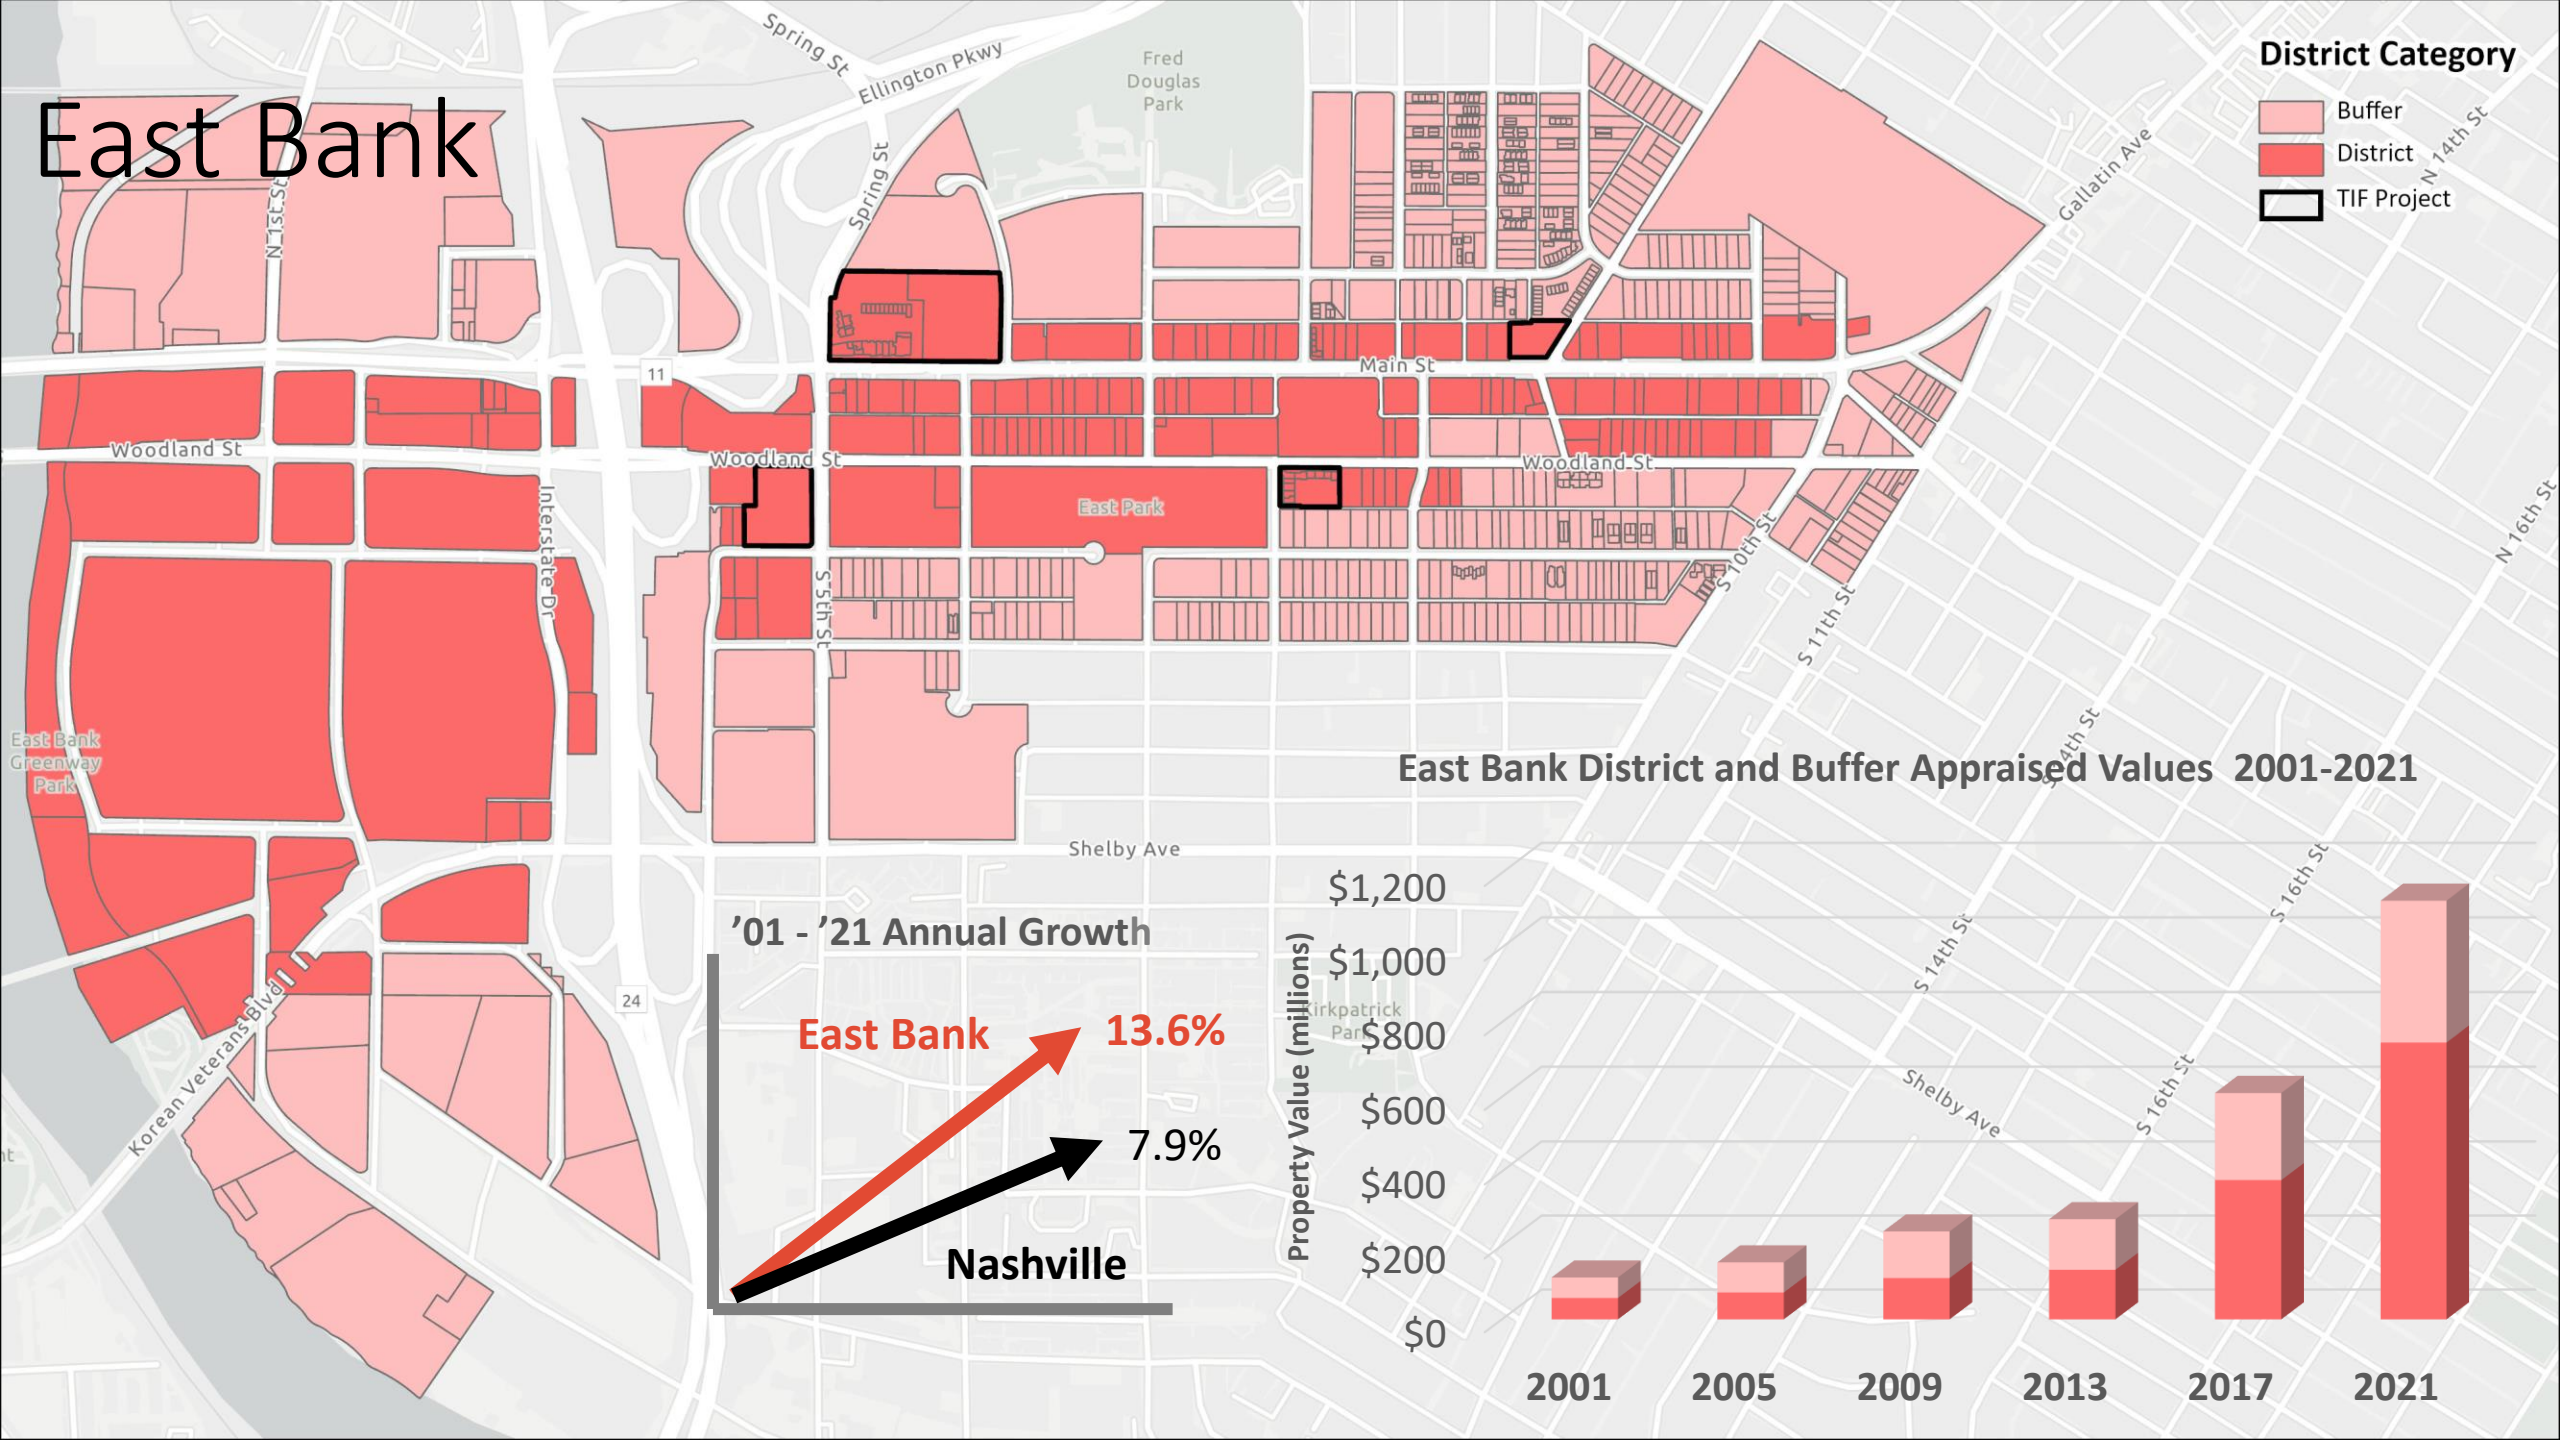 East Bank
District Category
Buffer
District
TIF Project
Spring St
Ellington Pkwy
Fred
Douglas
Park
Spring St
N 1st St
Gallatin Ave
N 14th St
11
Main St
Woodland St
Woodland St
Woodland St
East Park
Interstate Dr
S 5th St
S 10th St
S 11th St
N 16th St
East Bank
Greenway
Park
S 14th St
East Bank District and Buffer Appraised Values 2001-2021
Shelby Ave
S 16th St
S 14th St
24
Korean Veterans Blvd
Kirkpatrick
Park
Shelby Ave
S 16th St
’01 - ’21 Annual Growth
East Bank
13.6%
7.9%
Nashville
Property Value (millions)
$1,200
$1,000
$800
$600
$400
$200
$0
2001 2005 2009 2013 2017 2021